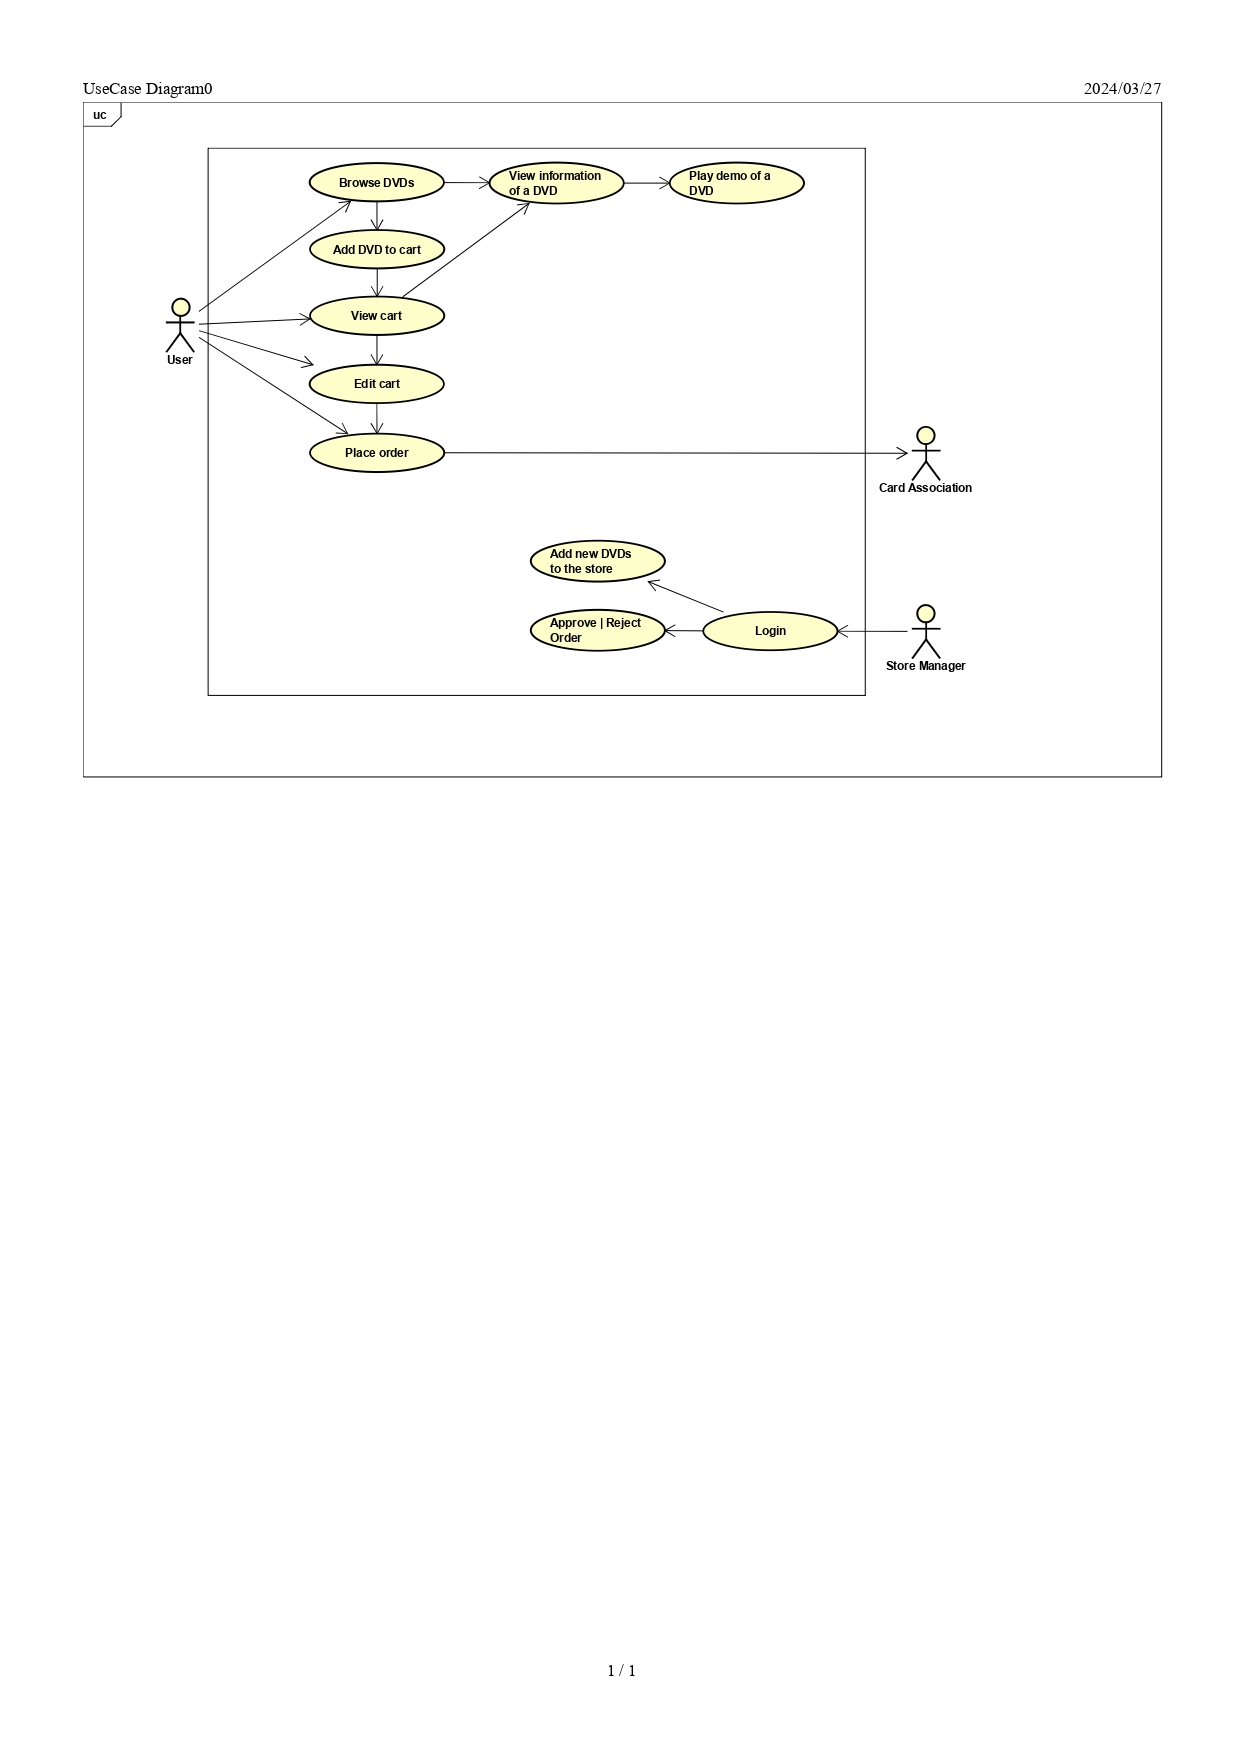 UseCase Diagram0
2024/03/27
uc
Browse DVDs
View information
of a DVD
Play demo of a
DVD
Add DVD to cart
View cart
User
Edit cart
Place order
Card Association
Add new DVDs
to the store
Approve | Reject
Order
Login
Store Manager
1 / 1